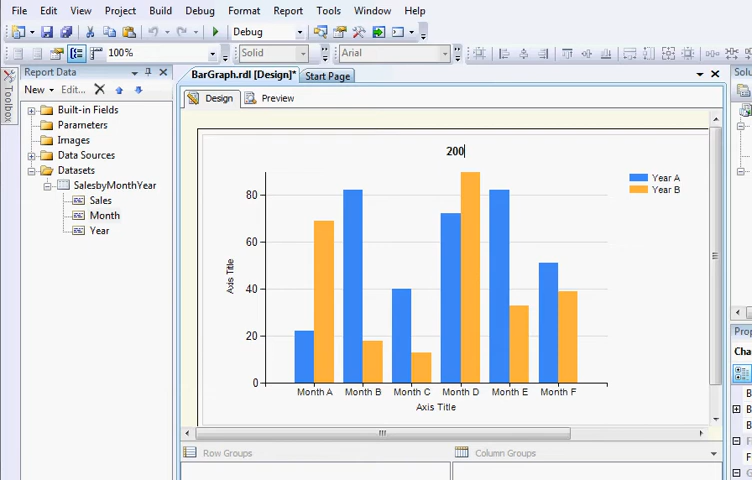 File Edit View Project Build Debug Format Report Tools Window Help
Debug
100% Solid Arial
Report Data
BarGraph.rdl [Design]* Start Page
Solu
Toolbox
New Edit...
Design Preview
Built-in Fields
Parameters
Images
Data Sources
Datasets
SalesbyMonthYear
Sales
Month
Year
200
Year A
Year B
80
60
40
20
0
Axis Title
Month A Month B Month C Month D Month E Month F
Axis Title
Prop
Cha
Row Groups Column Groups
B
B
B
F
F
G